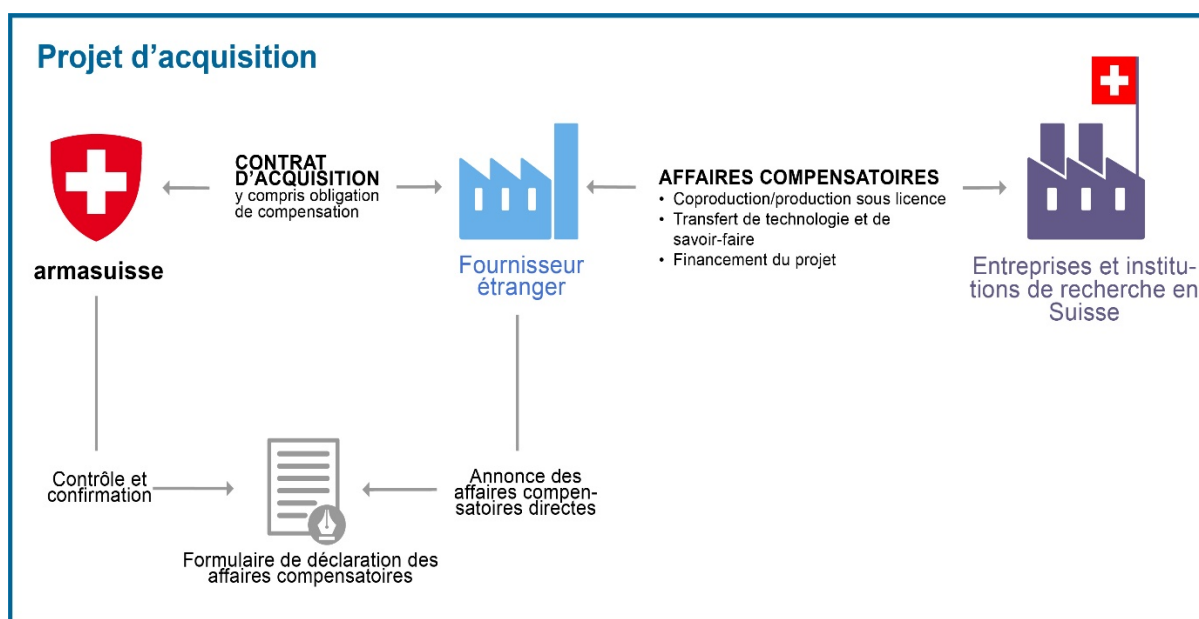 Projet d’acquisition
CONTRAT
D’ACQUISITION
y compris obligation
de compensation
armasuisse
Fournisseur
étranger
AFFAIRES COMPENSATOIRES
• Coproduction/production sous licence
• Transfert de technologie et de
savoir-faire
• Financement du projet
Entreprises et institu-
tions de recherche en
Suisse
Contrôle et
confirmation
Annonce des
affaires compen-
satoires directes
Formulaire de déclaration des
affaires compensatoires